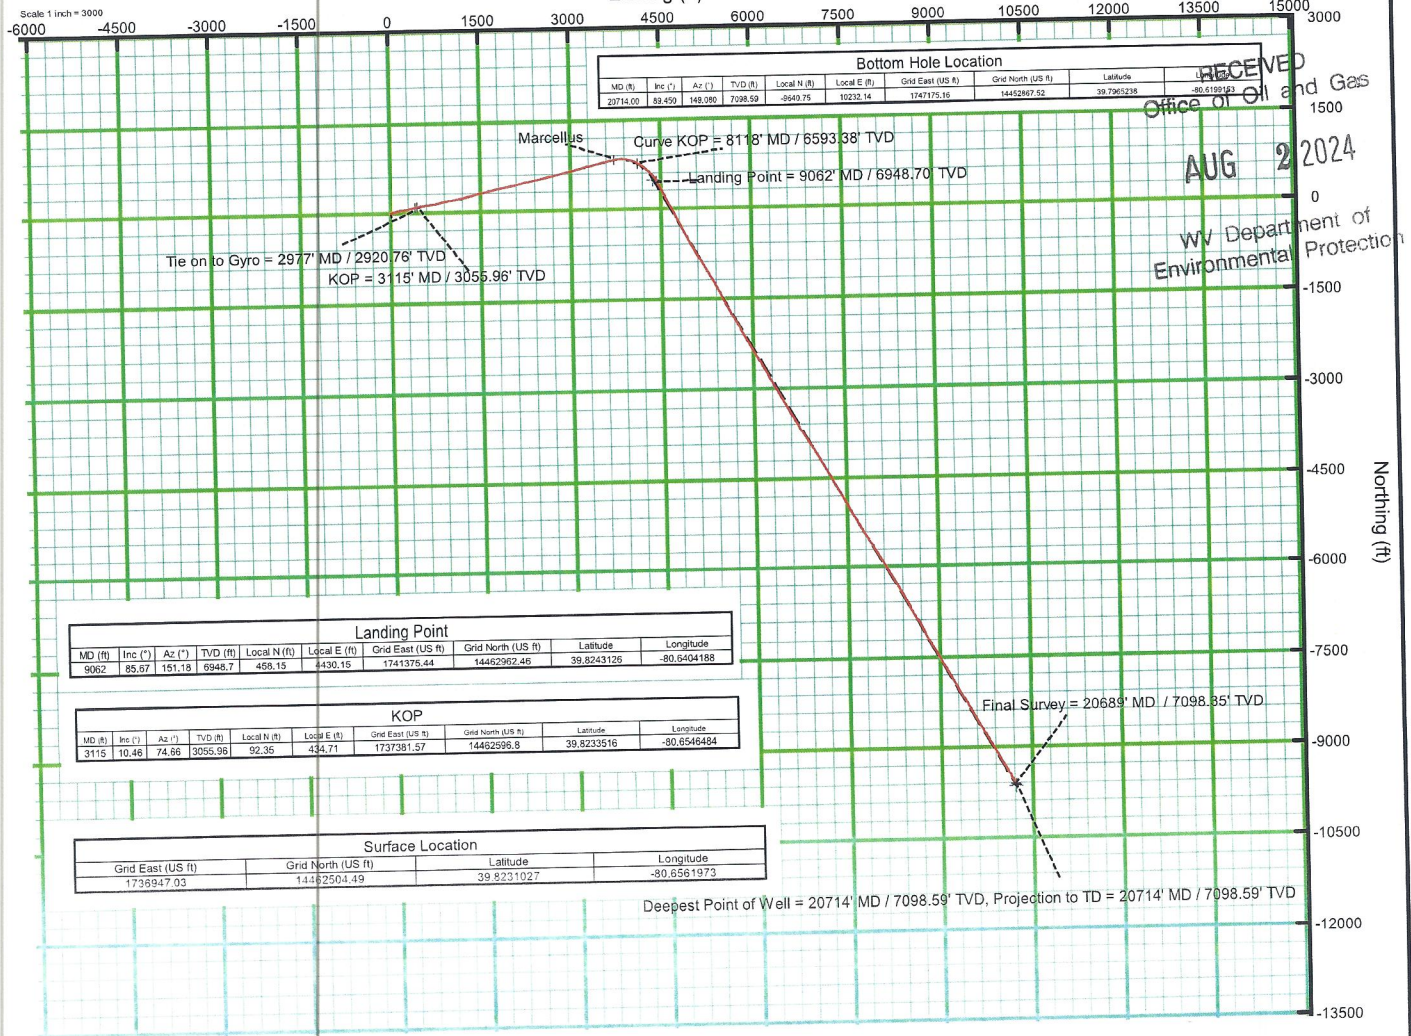 Scale 1 inch = 3000
-6000 -4500 -3000 -1500 0 1500 3000 4500 6000 7500 9000 10500 12000 13500 15000
3000
Bottom Hole Location
MD (ft) Inc (°) Az (°) TVD (ft) Local N (ft) Local E (ft) Grid East (US ft) Grid North (US ft) Latitude
20714.00 89.450 149.080 7098.59 -9640.75 10232.14 1747175.16 14452867.52 39.7965238 -80.6199153
RECEIVED
Office of Oil and Gas
1500
AUG 2 2024
WV Department of
Environmental Protection
Marcellus
Curve KOP = 8118' MD / 6593.38' TVD
Landing Point = 9062' MD / 6948.70' TVD
0
Tie on to Gyro = 2977' MD / 2920.76' TVD
KOP = 3115' MD / 3055.96' TVD
-1500
-3000
-4500
Northing (ft)
-6000
Landing Point
MD (ft) Inc (°) Az (°) TVD (ft) Local N (ft) Local E (ft) Grid East (US ft) Grid North (US ft) Latitude Longitude
9062 85.67 151.18 6948.7 458.15 4430.15 1741375.44 14462962.46 39.8243126 -80.6404188
-7500
KOP
MD (ft) Inc (°) Az (°) TVD (ft) Local N (ft) Local E (ft) Grid East (US ft) Grid North (US ft) Latitude Longitude
3115 10.46 74.66 3055.96 92.35 434.71 1737381.57 14462596.8 39.8233516 -80.6546484
Final Survey = 20689' MD / 7098.35' TVD
-9000
Surface Location
Grid East (US ft) Grid North (US ft) Latitude Longitude
1736947.03 14462504.49 39.8231027 -80.6561973
-10500
Deepest Point of Well = 20714' MD / 7098.59' TVD, Projection to TD = 20714' MD / 7098.59' TVD
-12000
-13500